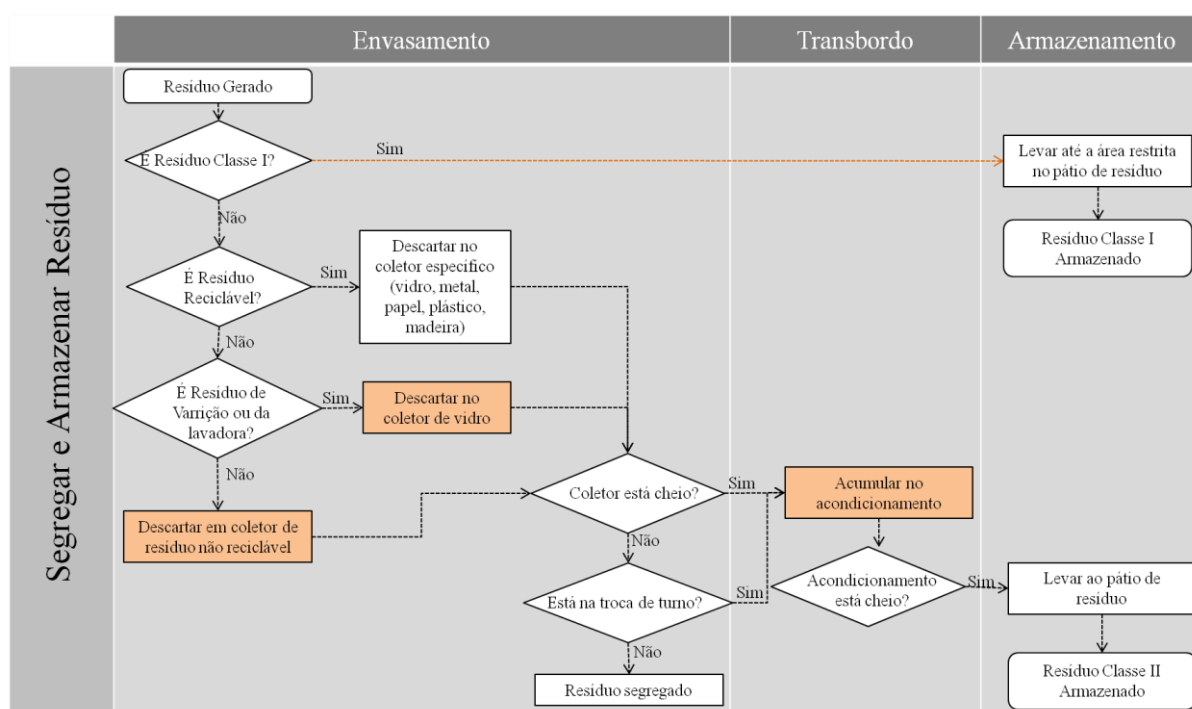 Envasamento
Transbordo
Armazenamento
Segregar e Armazenar Resíduo
Resíduo Gerado
É Resíduo Classe I?
Sim
Levar até a área restrita
no pátio de resíduo
Resíduo Classe I
Armazenado
Não
É Resíduo
Reciclável?
Sim
Descartar no
coletor específico
(vidro, metal,
papel, plástico,
madeira)
Não
É Resíduo de
Varrição ou da
lavadora?
Sim
Descartar no
coletor de vidro
Não
Descartar em coletor de
resíduo não reciclável
Coletor está cheio?
Sim
Acumular no
acondicionamento
Não
Está na troca de turno?
Sim
Acondicionamento
está cheio?
Sim
Levar ao pátio de
resíduo
Não
Resíduo segregado
Resíduo Classe II
Armazenado